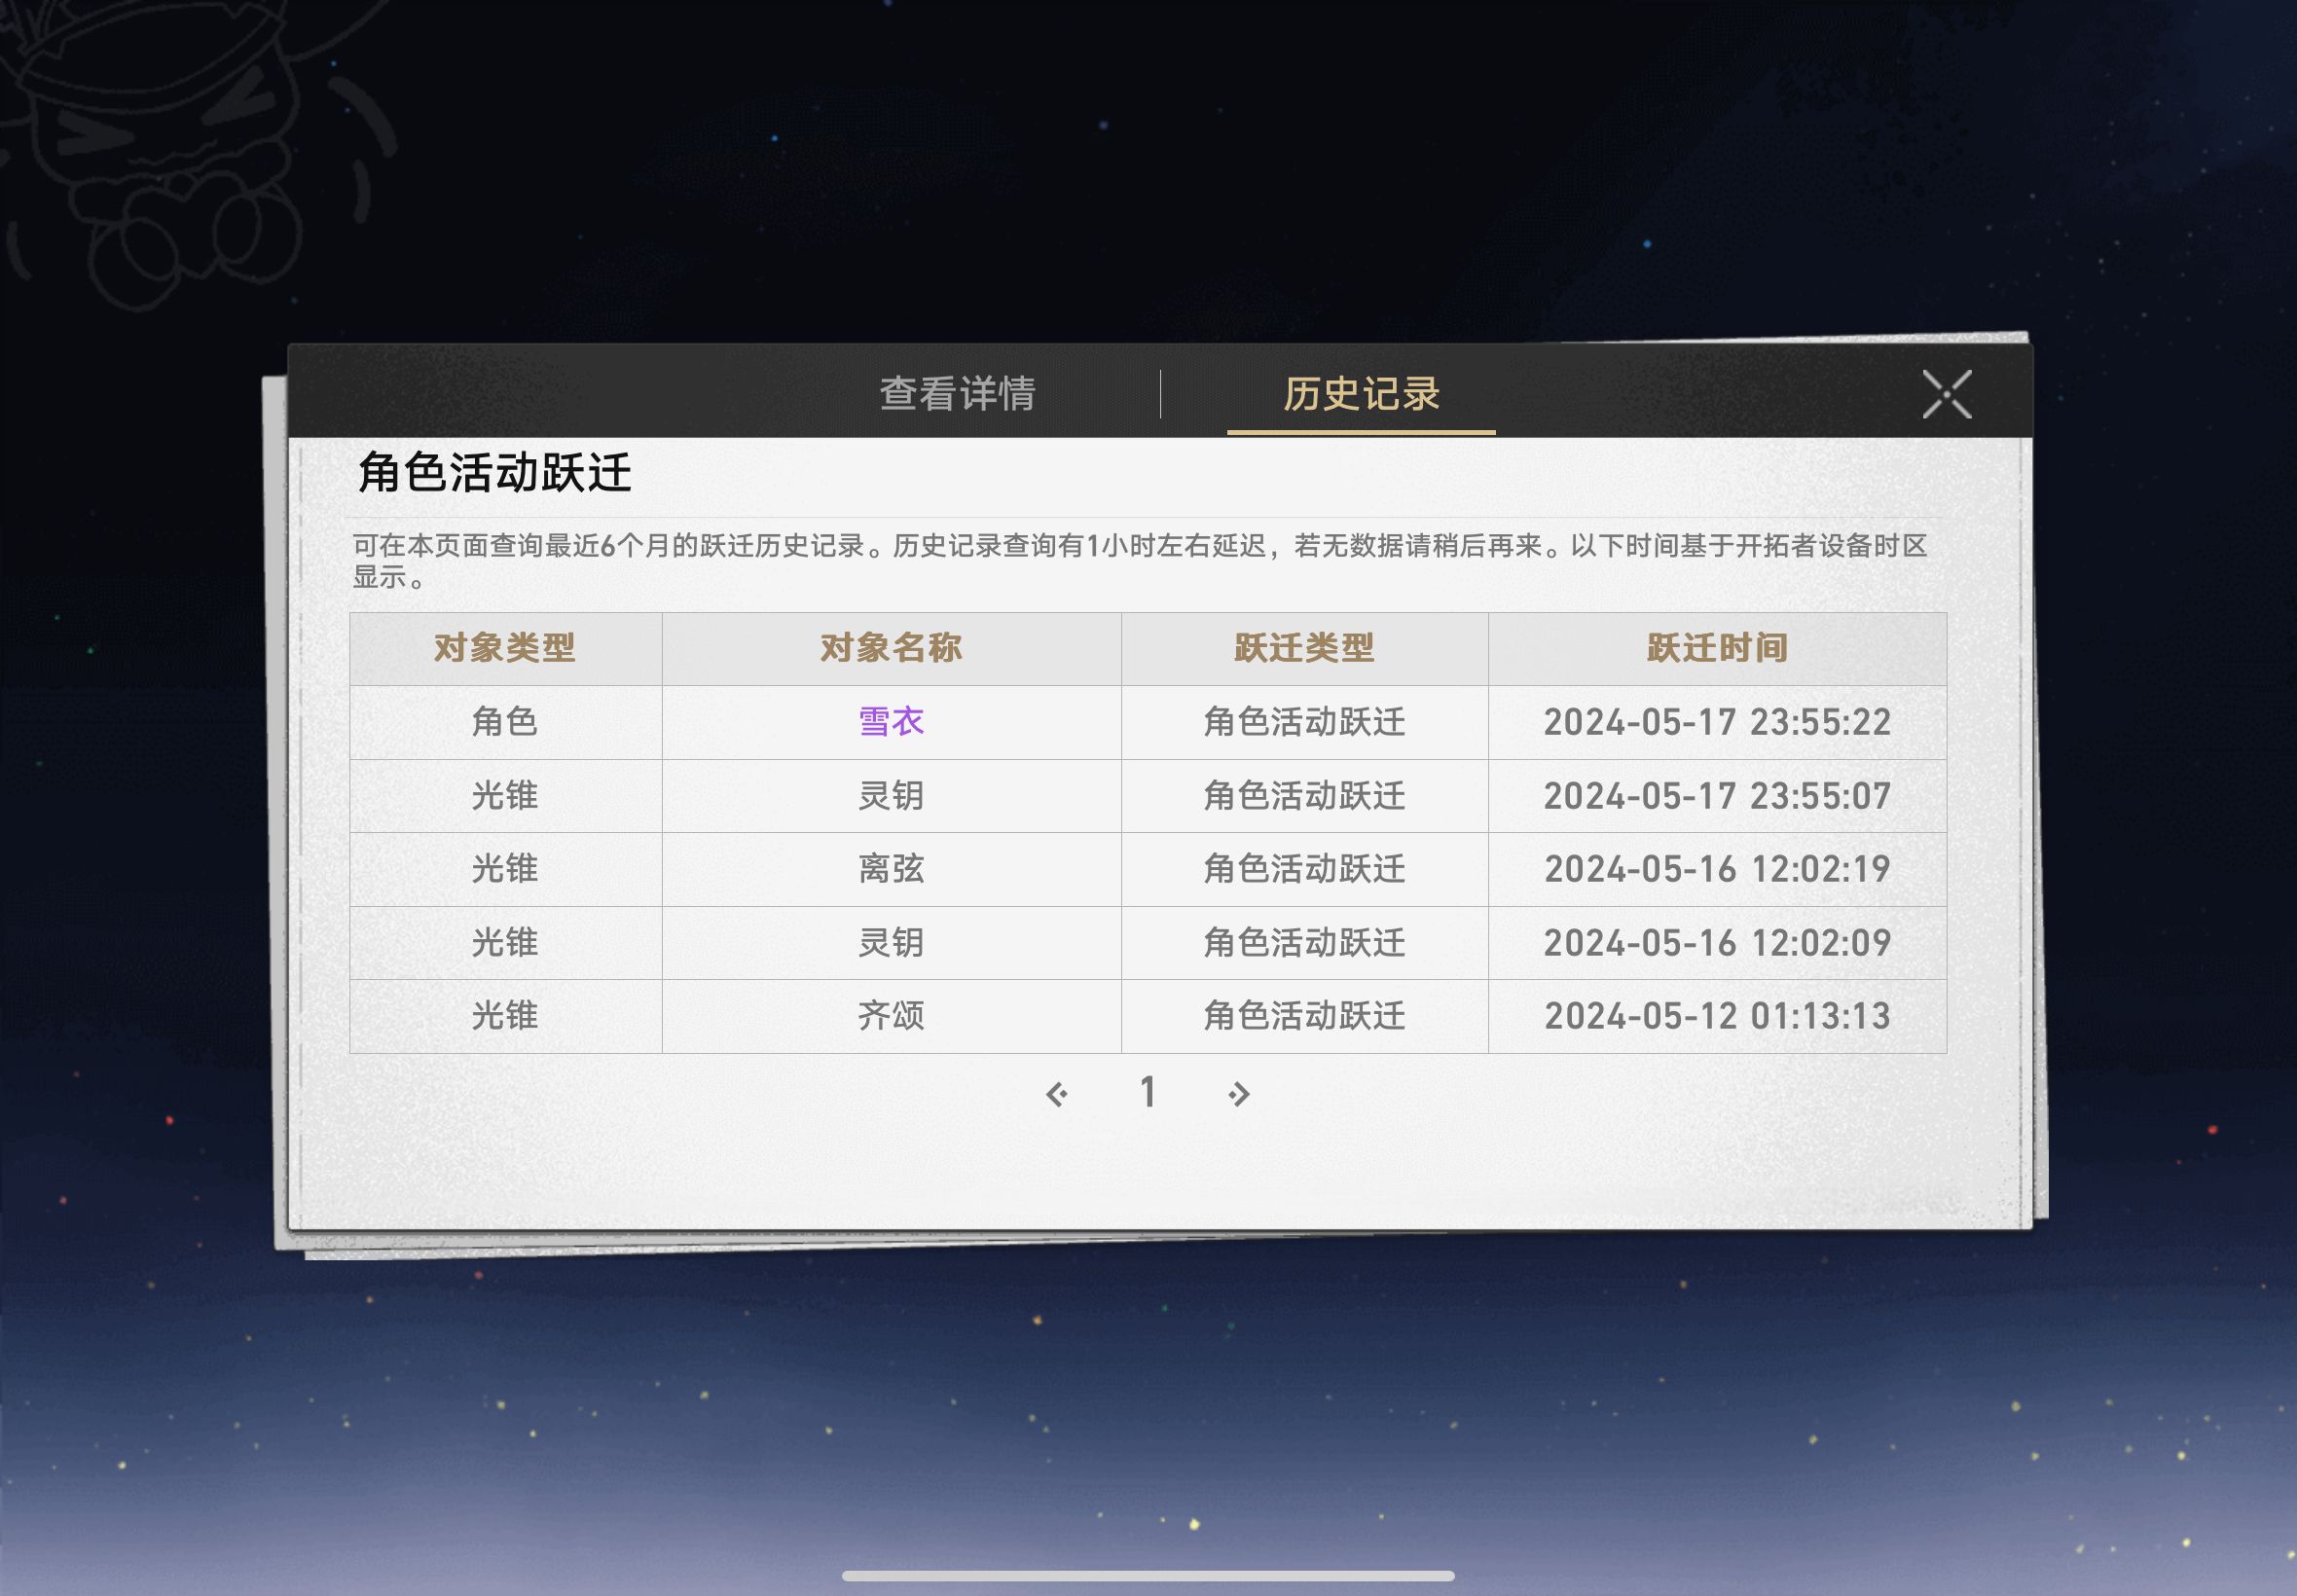 查看详情
历史记录
角色活动跃迁
可在本页面查询最近6个月的跃迁历史记录。历史记录查询有1小时左右延迟，若无数据请稍后再来。以下时间基于开拓者设备时区
显示。
对象类型 对象名称 跃迁类型 跃迁时间
角色 雪衣 角色活动跃迁 2024-05-17 23:55:22
光锥 灵钥 角色活动跃迁 2024-05-17 23:55:07
光锥 离弦 角色活动跃迁 2024-05-16 12:02:19
光锥 灵钥 角色活动跃迁 2024-05-16 12:02:09
光锥 齐颂 角色活动跃迁 2024-05-12 01:13:13
1